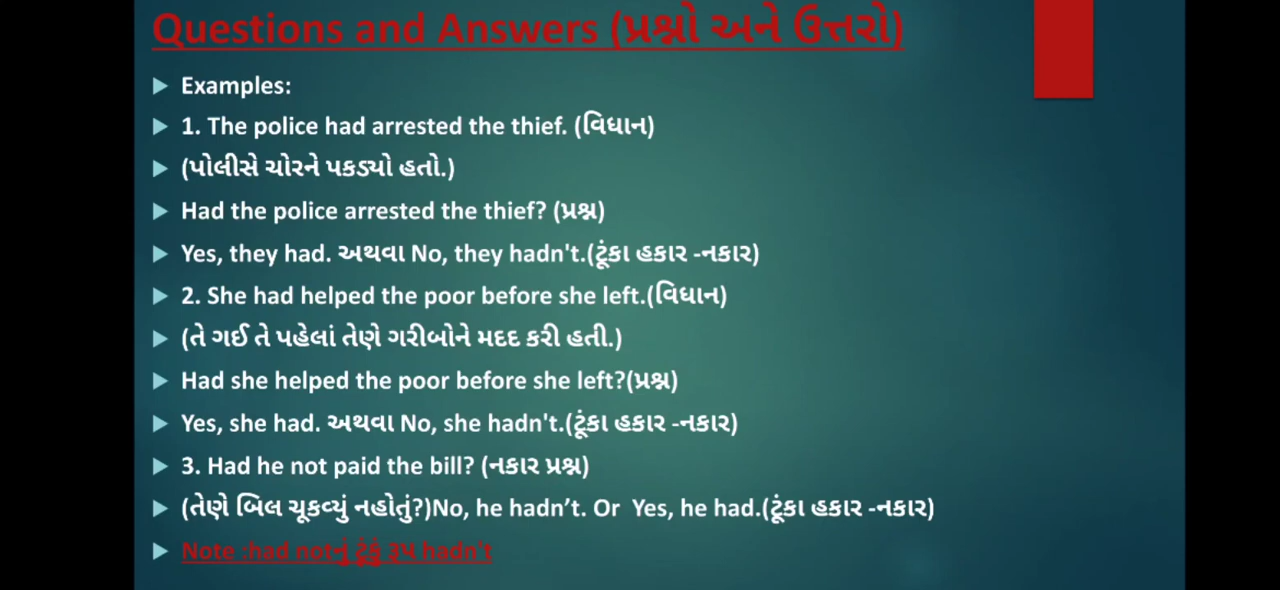 Questions and Answers (પ્રશ્નો અને ઉત્તરો)
Examples:
1. The police had arrested the thief. (વિધાન)
(પોલીસે ચોરને પકડ્યો હતો.)
Had the police arrested the thief? (પ્રશ્ન)
Yes, they had. અથવા No, they hadn't.(ટૂંકા હકાર -નકાર)
2. She had helped the poor before she left.(વિધાન)
(તે ગઈ તે પહેલાં તેણે ગરીબોને મદદ કરી હતી.)
Had she helped the poor before she left?(પ્રશ્ન)
Yes, she had. અથવા No, she hadn't.(ટૂંકા હકાર -નકાર)
3. Had he not paid the bill? (નકાર પ્રશ્ન)
(તેણે બિલ ચૂકવ્યું નહોતું?)No, he hadn’t. Or Yes, he had.(ટૂંકા હકાર -નકાર)
Note :had notનું ટૂંકું રૂપ hadn't